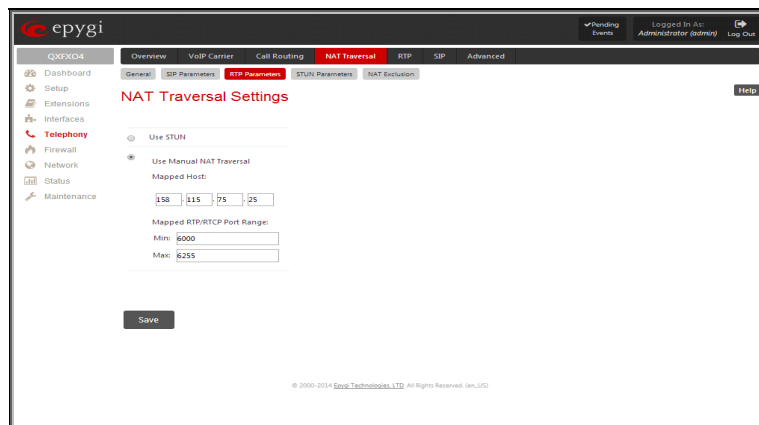 epygi
Pending Events
Logged In As:
Administrator (admin)
Log Out
QXFXO4
Overview VoIP Carrier Call Routing NAT Traversal RTP SIP Advanced
Dashboard
Setup
Extensions
Interfaces
Telephony
Firewall
Network
Status
Maintenance
General SIP Parameters RTP Parameters STUN Parameters NAT Exclusion
NAT Traversal Settings
Help
Use STUN
Use Manual NAT Traversal
Mapped Host:
158 . 115 . 75 . 25
Mapped RTP/RTCP Port Range:
Min: 6000
Max: 6255
Save
© 2000-2014 Epygi Technologies, LTD. All Rights Reserved. (en_US)